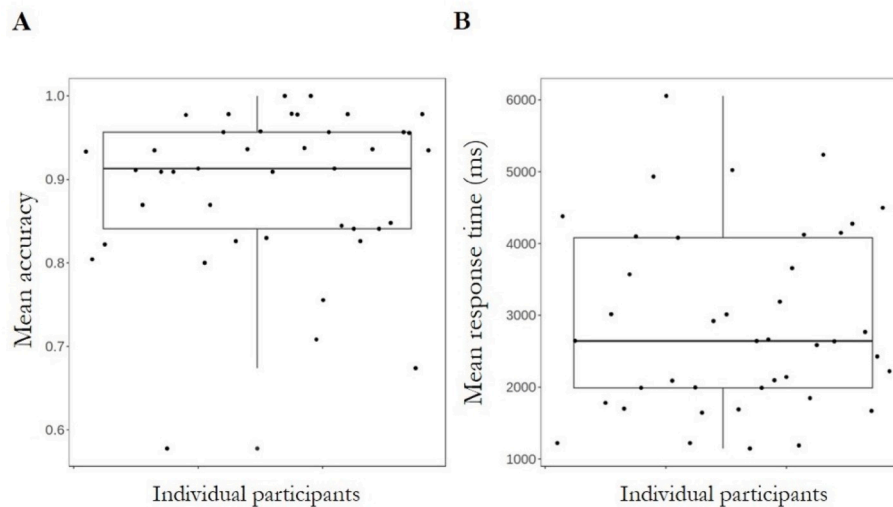 A
B
Mean accuracy
1.0
0.9
0.8
0.7
0.6
Individual participants
Mean response time (ms)
6000
5000
4000
3000
2000
1000
Individual participants